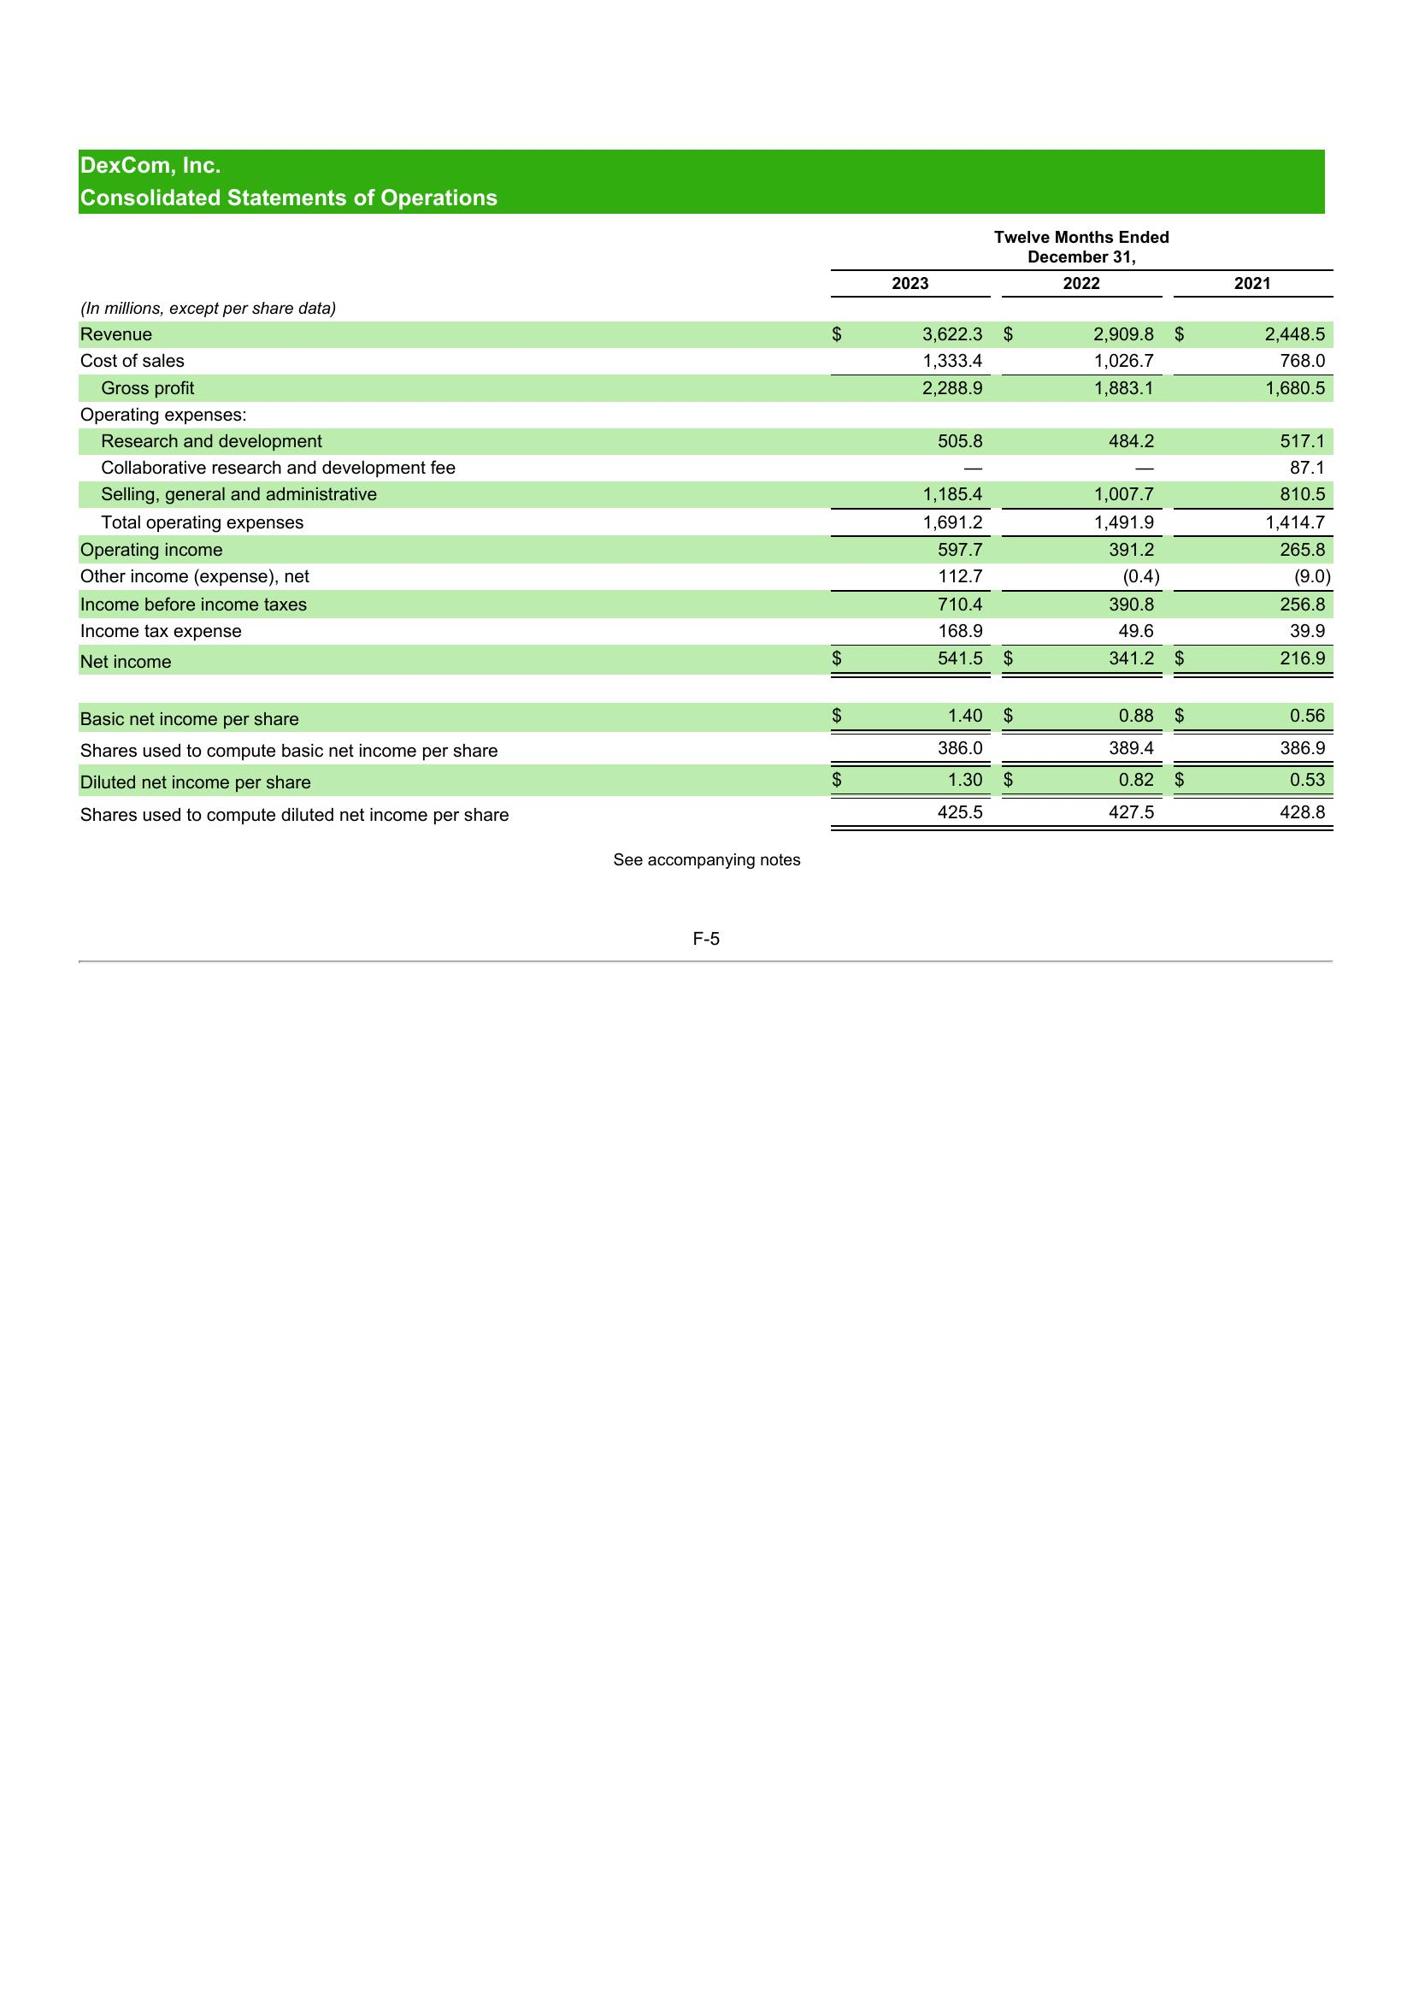 DexCom, Inc.
Consolidated Statements of Operations
Twelve Months Ended
December 31,
2023 2022 2021
(In millions, except per share data)
Revenue $ 3,622.3 $ 2,909.8 $ 2,448.5
Cost of sales 1,333.4 1,026.7 768.0
Gross profit 2,288.9 1,883.1 1,680.5
Operating expenses:
Research and development 505.8 484.2 517.1
Collaborative research and development fee — — 87.1
Selling, general and administrative 1,185.4 1,007.7 810.5
Total operating expenses 1,691.2 1,491.9 1,414.7
Operating income 597.7 391.2 265.8
Other income (expense), net 112.7 (0.4) (9.0)
Income before income taxes 710.4 390.8 256.8
Income tax expense 168.9 49.6 39.9
Net income $ 541.5 $ 341.2 $ 216.9
Basic net income per share $ 1.40 $ 0.88 $ 0.56
Shares used to compute basic net income per share 386.0 389.4 386.9
Diluted net income per share $ 1.30 $ 0.82 $ 0.53
Shares used to compute diluted net income per share 425.5 427.5 428.8
See accompanying notes
F-5